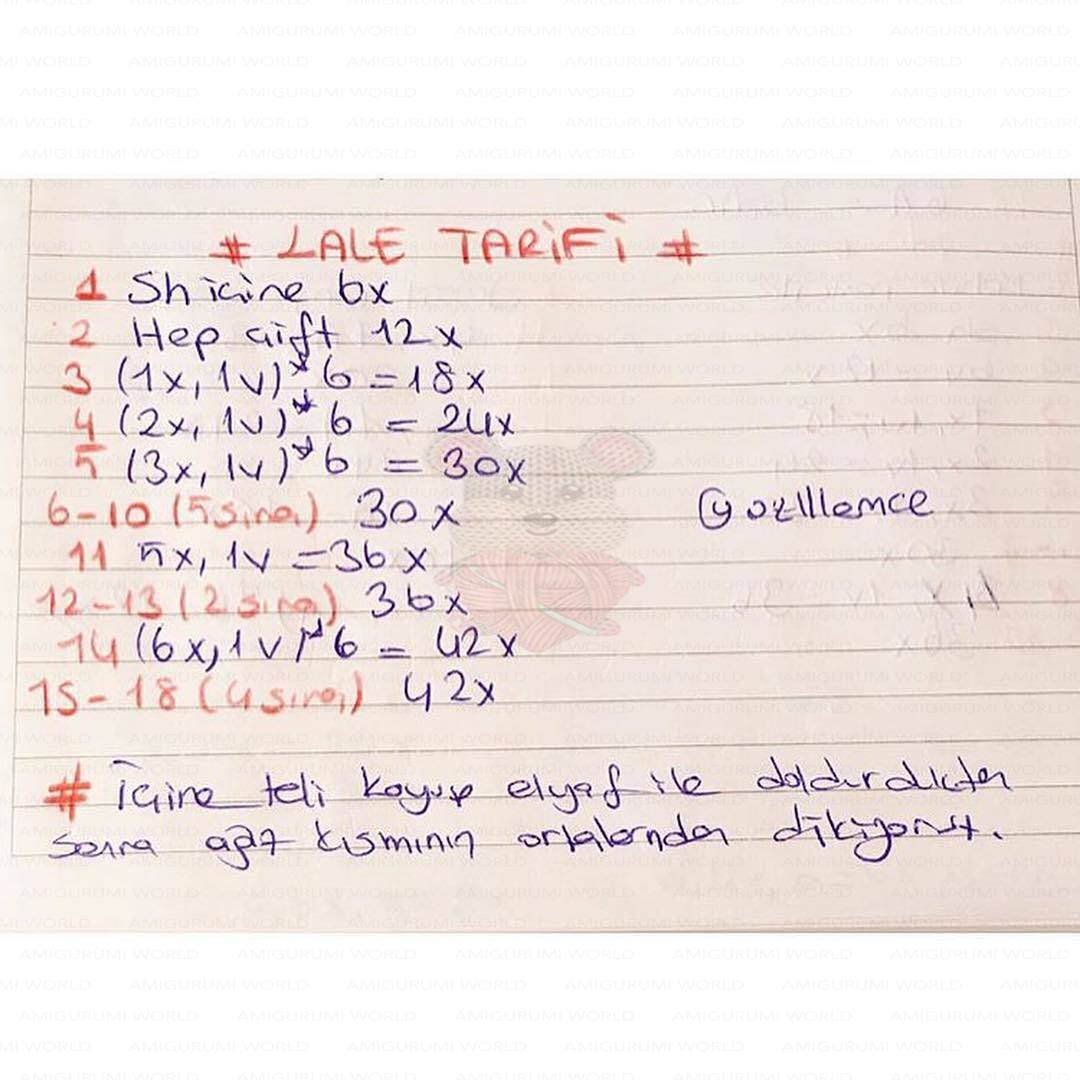 # LALE TARİFİ #
1 Sh içine 6x
2 Hep çift 12x
3 (1x, 1v)* 6 = 18x
4 (2x, 1v)* 6 = 24x
5 (3x, 1v)* 6 = 30x
6-10 (5 sıra) 30x
@ozlllemce
11 5x, 1v = 36x
12-13 (2 sıra) 36x
14 (6x, 1v)* 6 = 42x
15-18 (4 sıra) 42x
# İçine teli koyup elyaf ile doldurduktan
sonra ağız kısmının ortalarından dikiyoruz.
AMIGURUMI WORLD